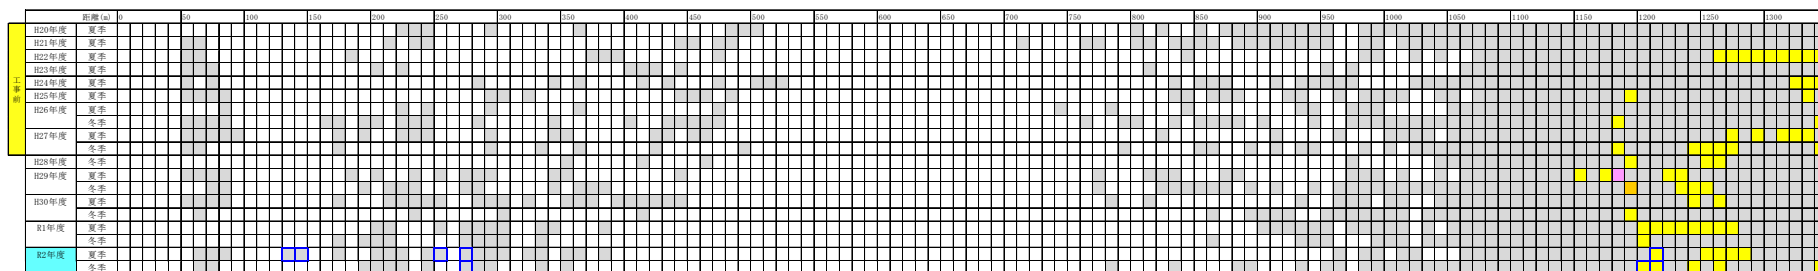 距離(m) 0 50 100 150 200 250 300 350 400 450 500 550 600 650 700 750 800 850 900 950 1000 1050 1100 1150 1200 1250 1300
工事前
H20年度 夏季
H21年度 夏季
H22年度 夏季
H23年度 夏季
H24年度 夏季
H25年度 夏季
H26年度 夏季
冬季
H27年度 夏季
冬季
H28年度 冬季
H29年度 夏季
冬季
H30年度 夏季
冬季
R1年度 夏季
冬季
R2年度 夏季
冬季